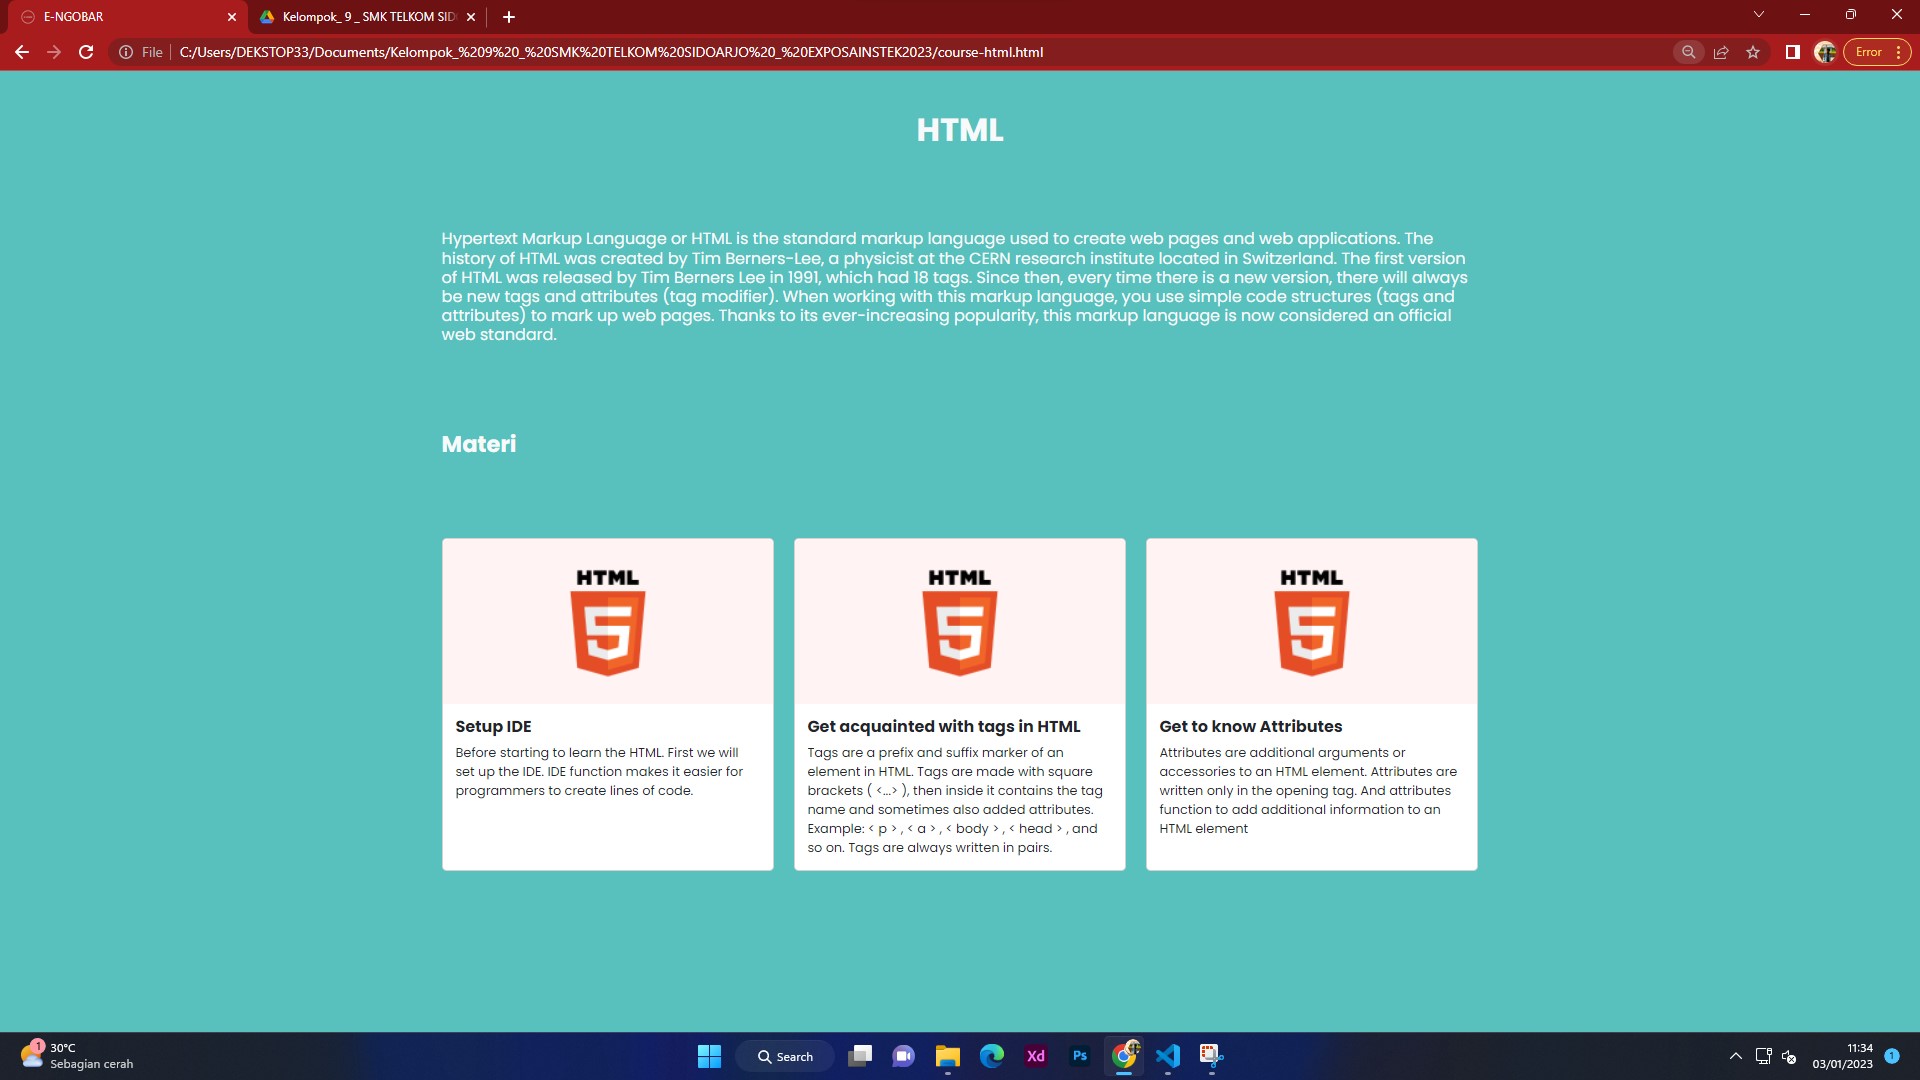 E-NGOBAR
Kelompok_ 9 _ SMK TELKOM SID
File
C:/Users/DEKSTOP33/Documents/Kelompok_%209%20_%20SMK%20TELKOM%20SIDOARJO%20_%20EXPOSAINSTEK2023/course-html.html
Error
HTML
Hypertext Markup Language or HTML is the standard markup language used to create web pages and web applications. The
history of HTML was created by Tim Berners-Lee, a physicist at the CERN research institute located in Switzerland. The first version
of HTML was released by Tim Berners Lee in 1991, which had 18 tags. Since then, every time there is a new version, there will always
be new tags and attributes (tag modifier). When working with this markup language, you use simple code structures (tags and
attributes) to mark up web pages. Thanks to its ever-increasing popularity, this markup language is now considered an official
web standard.
Materi
HTML
5
Setup IDE
Before starting to learn the HTML. First we will
set up the IDE. IDE function makes it easier for
programmers to create lines of code.
HTML
5
Get acquainted with tags in HTML
Tags are a prefix and suffix marker of an
element in HTML. Tags are made with square
brackets ( <...> ), then inside it contains the tag
name and sometimes also added attributes.
Example: < p > , < a > , < body > , < head > , and
so on. Tags are always written in pairs.
HTML
5
Get to know Attributes
Attributes are additional arguments or
accessories to an HTML element. Attributes are
written only in the opening tag. And attributes
function to add additional information to an
HTML element
1
30°C
Sebagian cerah
Search
Xd
Ps
11:34
03/01/2023
1